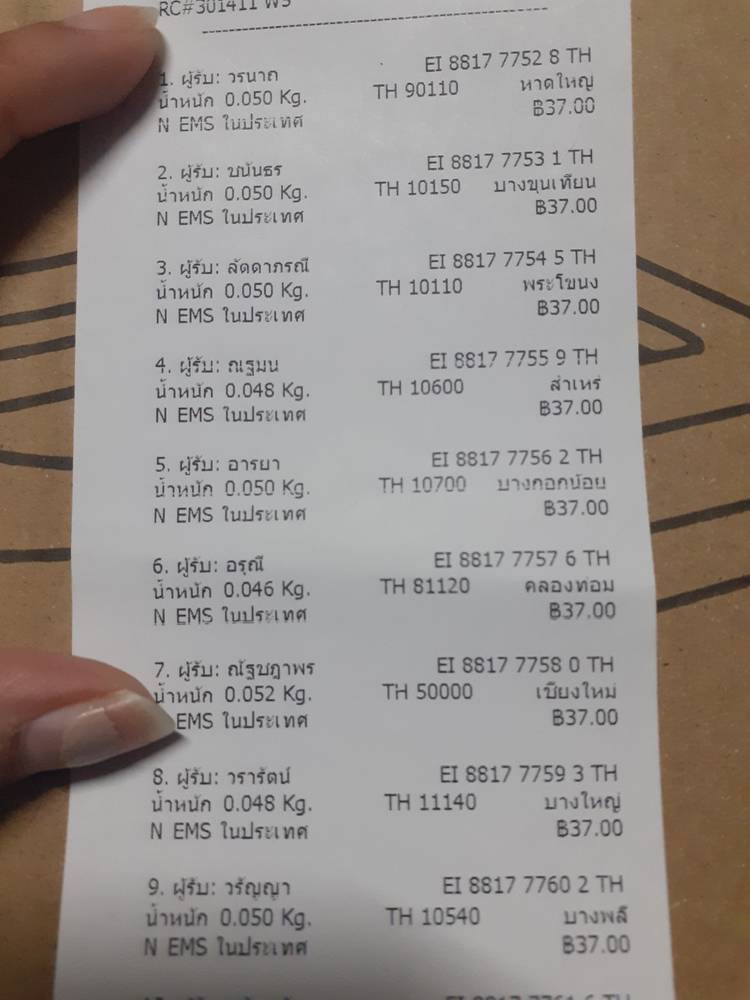 RC#301411 W5
1. ผู้รับ: วรนาถ EI 8817 7752 8 TH
น้ำหนัก 0.050 Kg. TH 90110 หาดใหญ่
N EMS ในประเทศ ฿37.00
2. ผู้รับ: ชนันธร EI 8817 7753 1 TH
น้ำหนัก 0.050 Kg. TH 10150 บางขุนเทียน
N EMS ในประเทศ ฿37.00
3. ผู้รับ: ลัดดาภรณ์ EI 8817 7754 5 TH
น้ำหนัก 0.050 Kg. TH 10110 พระโขนง
N EMS ในประเทศ ฿37.00
4. ผู้รับ: ณฐมน EI 8817 7755 9 TH
น้ำหนัก 0.048 Kg. TH 10600 สำเหร่
N EMS ในประเทศ ฿37.00
5. ผู้รับ: อารยา EI 8817 7756 2 TH
น้ำหนัก 0.050 Kg. TH 10700 บางกอกน้อย
N EMS ในประเทศ ฿37.00
6. ผู้รับ: อรุณี EI 8817 7757 6 TH
น้ำหนัก 0.046 Kg. TH 81120 คลองท่อม
N EMS ในประเทศ ฿37.00
7. ผู้รับ: ณัฐชฎาพร EI 8817 7758 0 TH
น้ำหนัก 0.052 Kg. TH 50000 เชียงใหม่
EMS ในประเทศ ฿37.00
8. ผู้รับ: วรารัตน์ EI 8817 7759 3 TH
น้ำหนัก 0.048 Kg. TH 11140 บางใหญ่
N EMS ในประเทศ ฿37.00
9. ผู้รับ: วรัญญา EI 8817 7760 2 TH
น้ำหนัก 0.050 Kg. TH 10540 บางพลี
N EMS ในประเทศ ฿37.00